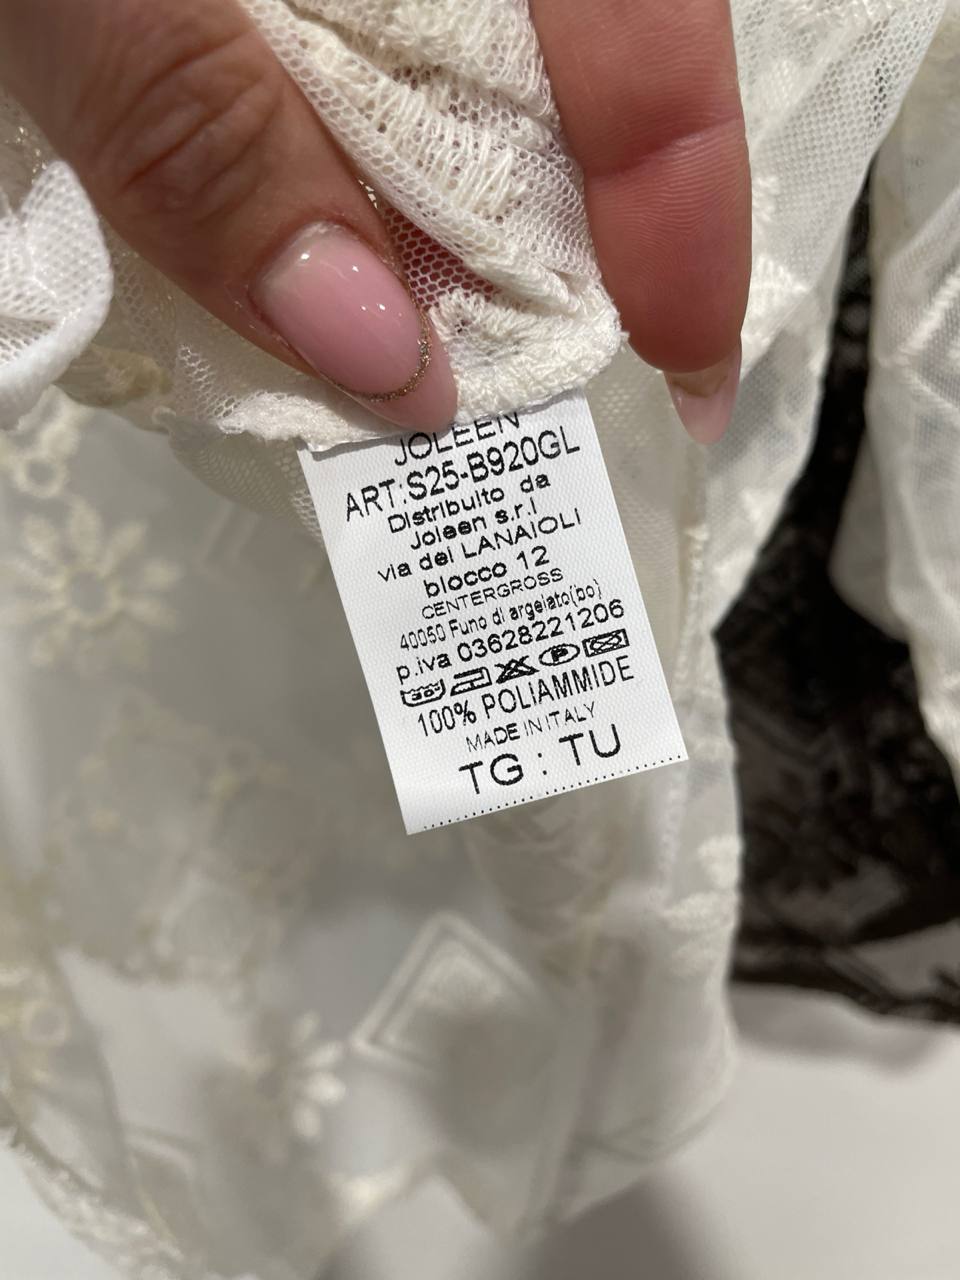 JOLEEN
ART:S25-B920GL
Distribuito da
Joleen s.r.l
via dei LANAIOLI
blocco 12
CENTERGROSS
40050 Funo di argelato(bo)
p.iva 03628221206
100% POLIAMMIDE
MADE IN ITALY
TG : TU